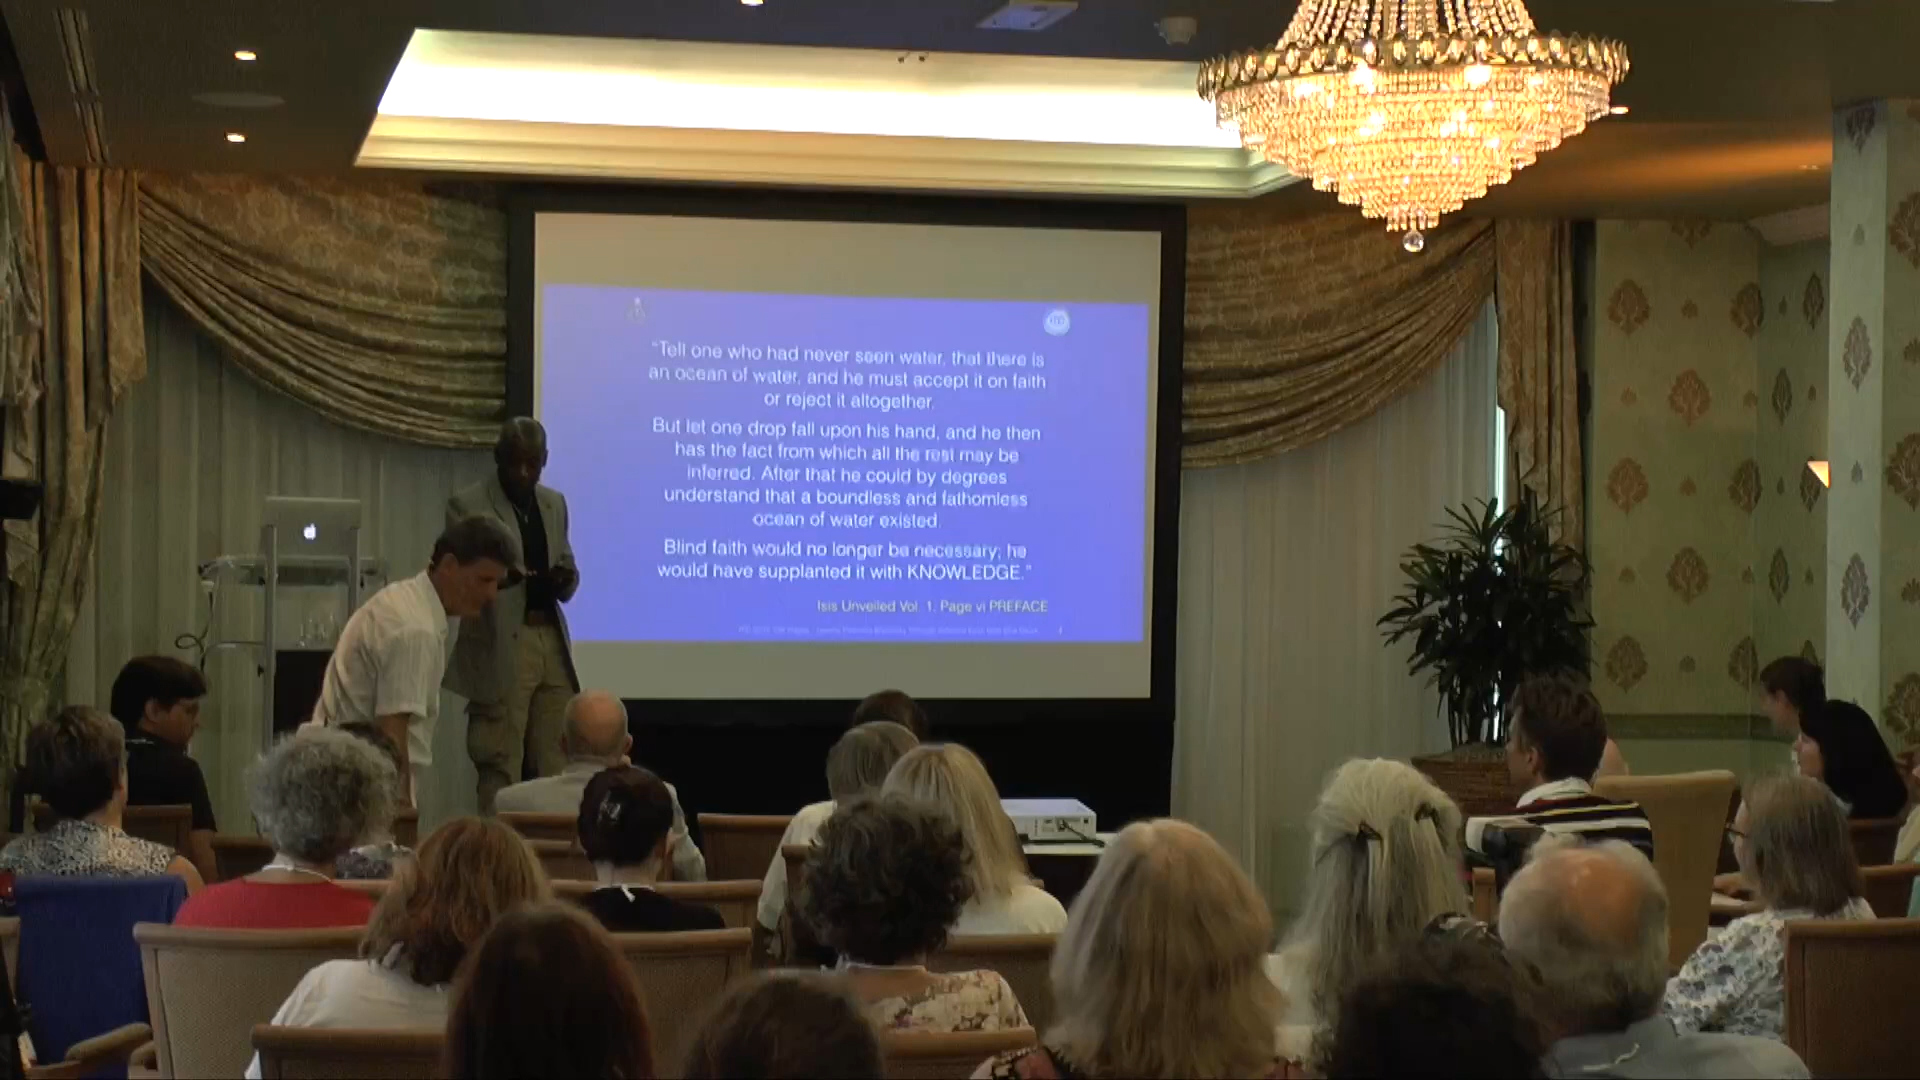 "Tell one who had never seen water, that there is
an ocean of water, and he must accept it on faith
or reject it altogether.
But let one drop fall upon his hand, and he then
has the fact from which all the rest may be
inferred. After that he could by degrees
understand that a boundless and fathomless
ocean of water existed.
Blind faith would no longer be necessary; he
would have supplanted it with KNOWLEDGE."
Isis Unveiled Vol. 1, Page vi PREFACE